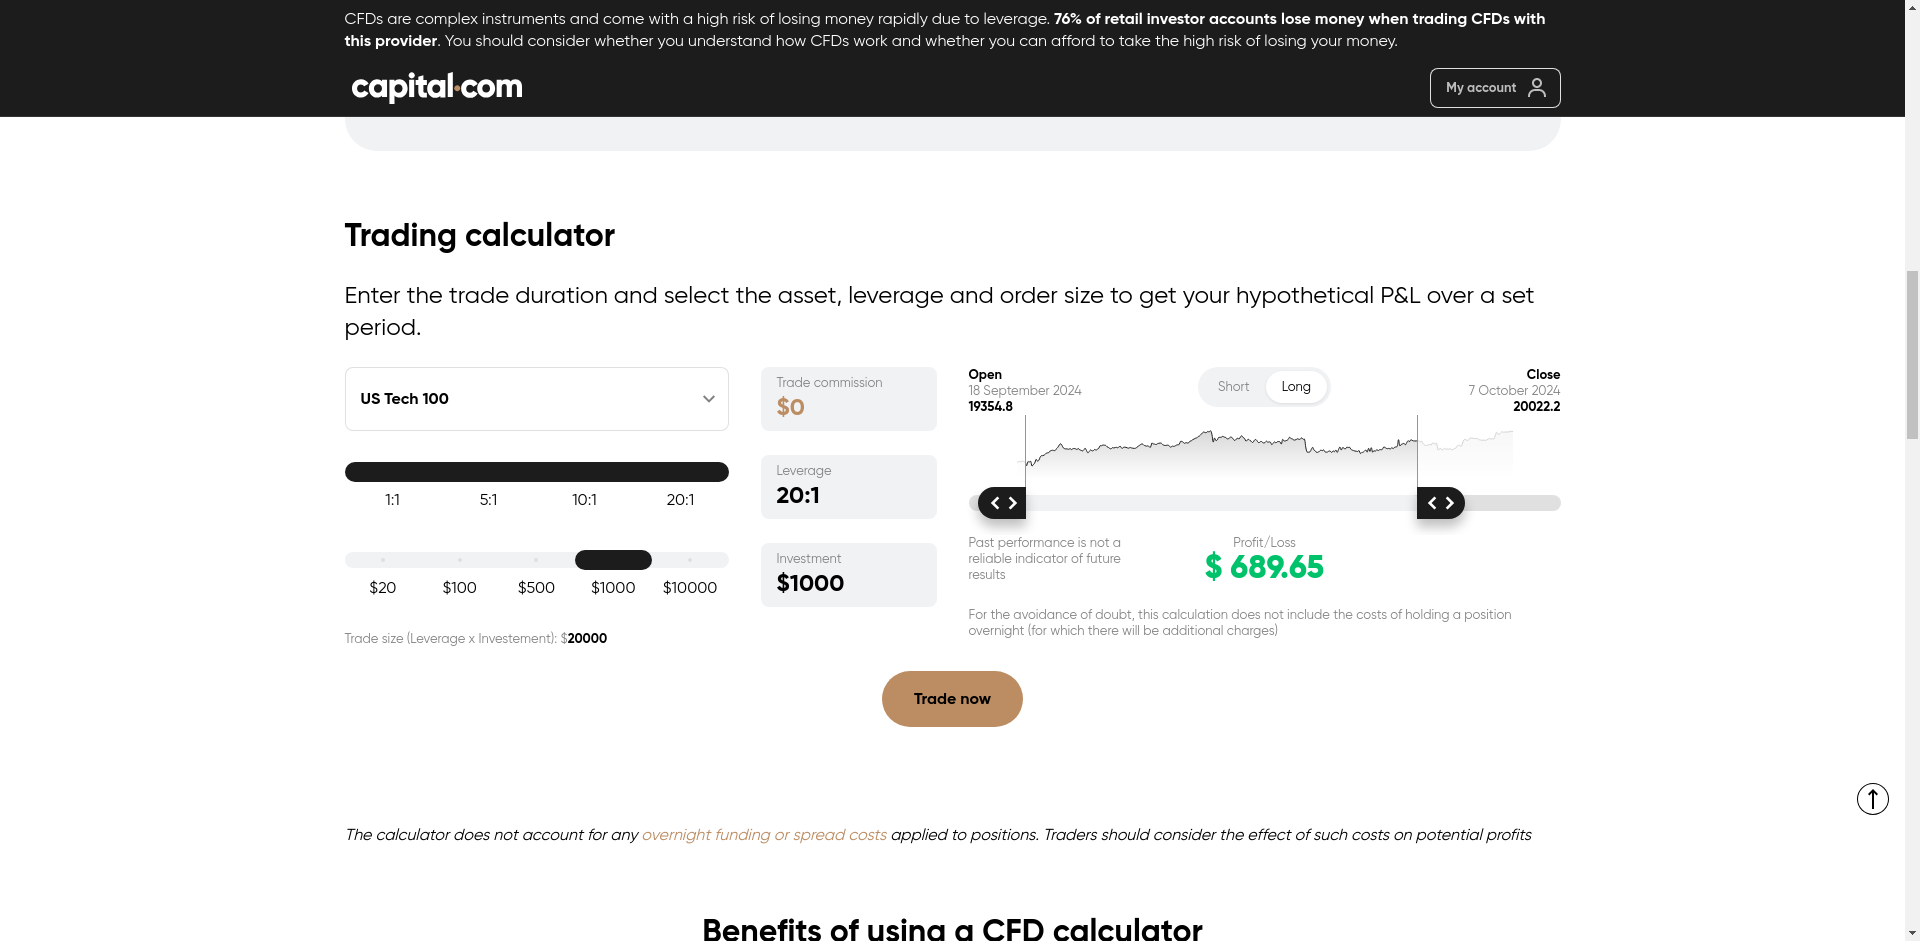 CFDs are complex instruments and come with a high risk of losing money rapidly due to leverage. 76% of retail investor accounts lose money when trading CFDs with
this provider. You should consider whether you understand how CFDs work and whether you can afford to take the high risk of losing your money.
capital.com
My account
Trading calculator
Enter the trade duration and select the asset, leverage and order size to get your hypothetical P&L over a set
period.
US Tech 100
1:1 5:1 10:1 20:1
$20 $100 $500 $1000 $10000
Trade size (Leverage x Investement): $20000
Trade commission
$0
Leverage
20:1
Investment
$1000
Open
18 September 2024
19354.8
Short Long
Close
7 October 2024
20022.2
Past performance is not a
reliable indicator of future
results
Profit/Loss
$ 689.65
For the avoidance of doubt, this calculation does not include the costs of holding a position
overnight (for which there will be additional charges)
Trade now
The calculator does not account for any overnight funding or spread costs applied to positions. Traders should consider the effect of such costs on potential profits
Benefits of using a CFD calculator